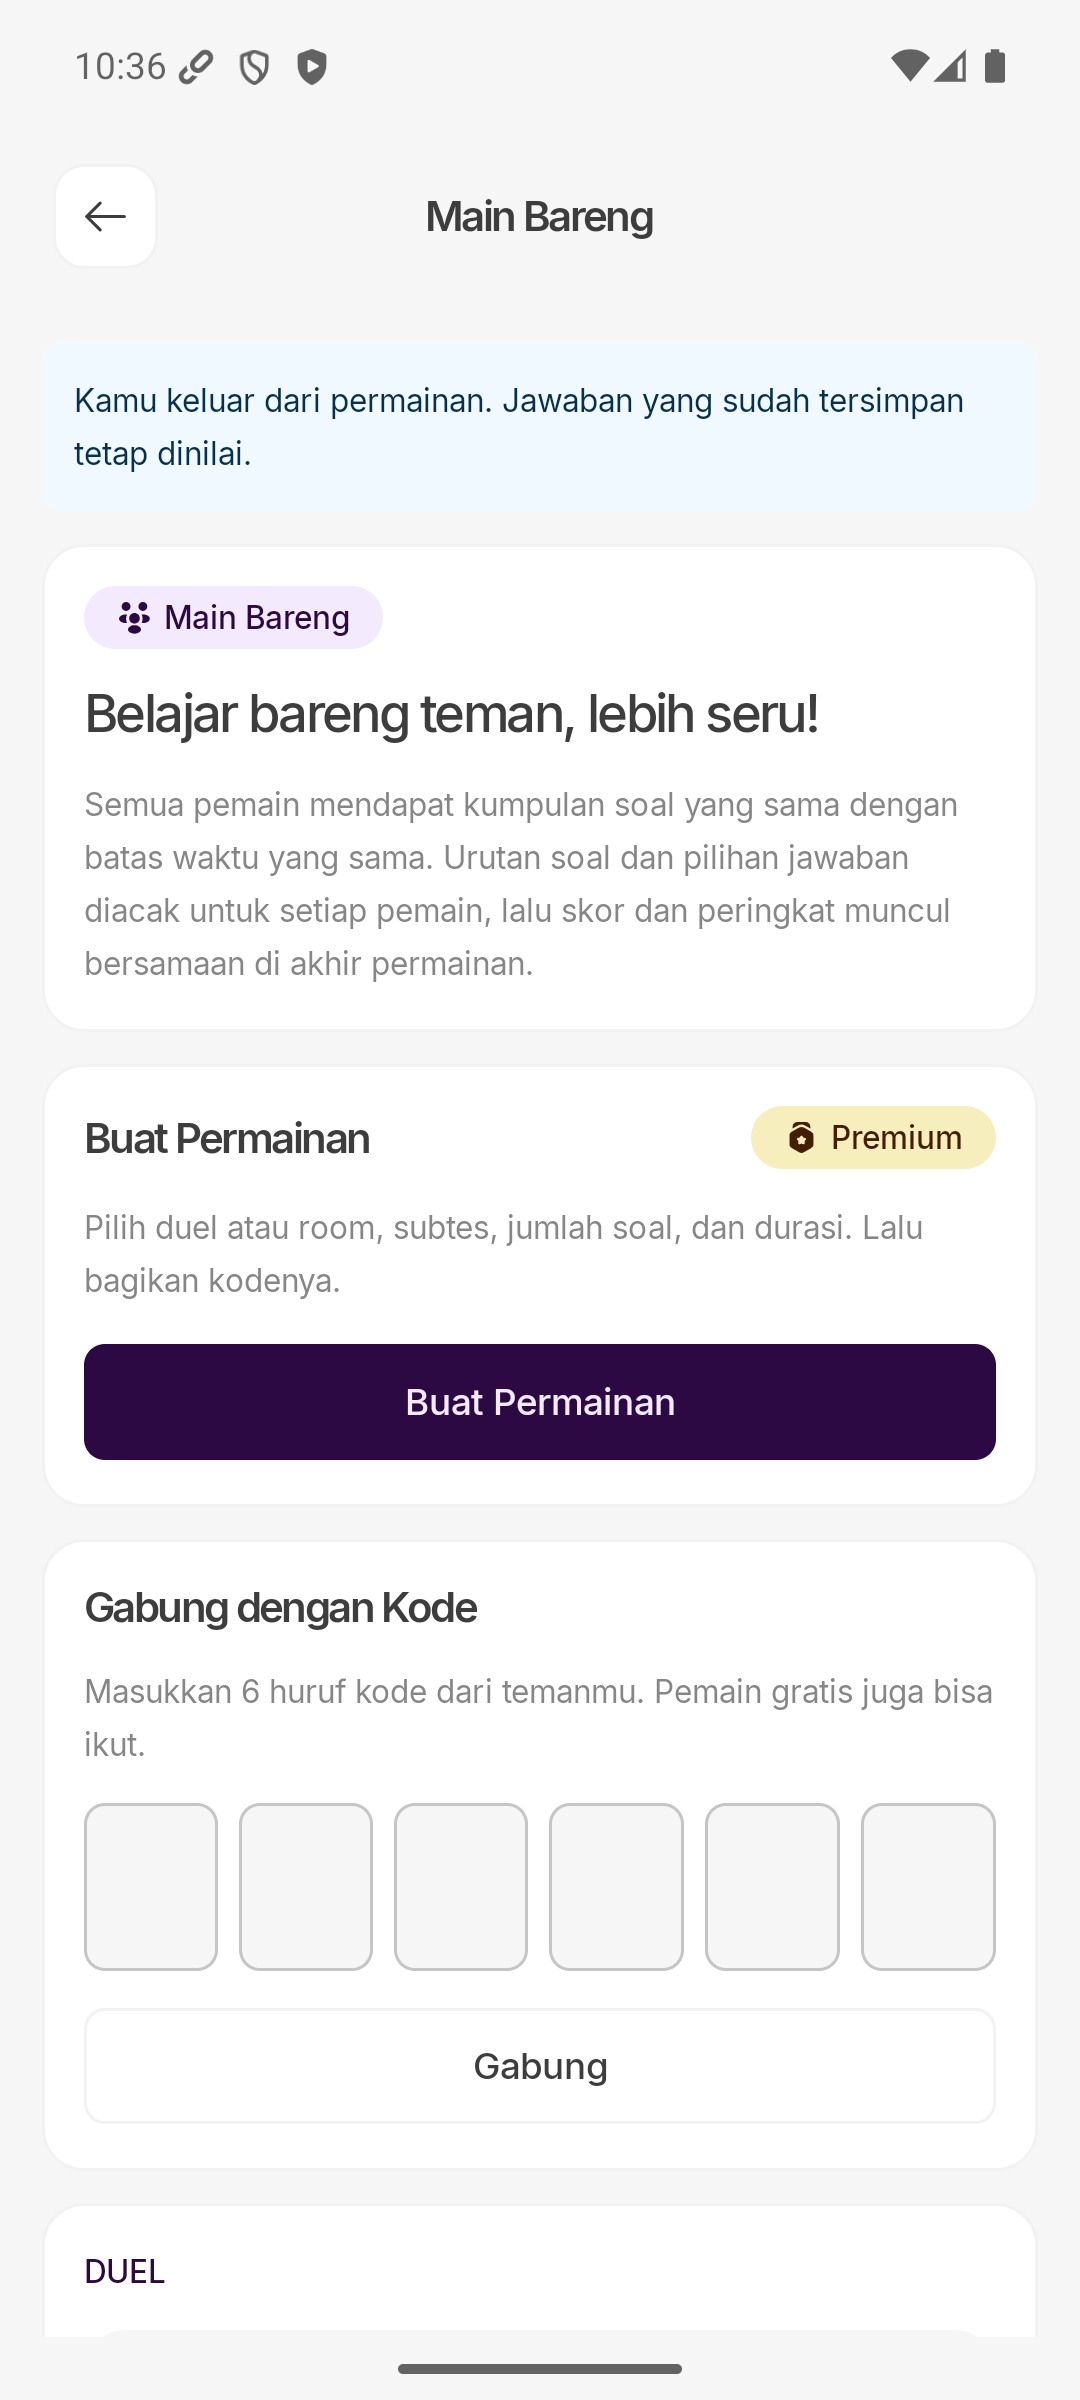 10:36
Main Bareng
Kamu keluar dari permainan. Jawaban yang sudah tersimpan
tetap dinilai.
Main Bareng
Belajar bareng teman, lebih seru!
Semua pemain mendapat kumpulan soal yang sama dengan
batas waktu yang sama. Urutan soal dan pilihan jawaban
diacak untuk setiap pemain, lalu skor dan peringkat muncul
bersamaan di akhir permainan.
Buat Permainan
Premium
Pilih duel atau room, subtes, jumlah soal, dan durasi. Lalu
bagikan kodenya.
Buat Permainan
Gabung dengan Kode
Masukkan 6 huruf kode dari temanmu. Pemain gratis juga bisa
ikut.
Gabung
DUEL